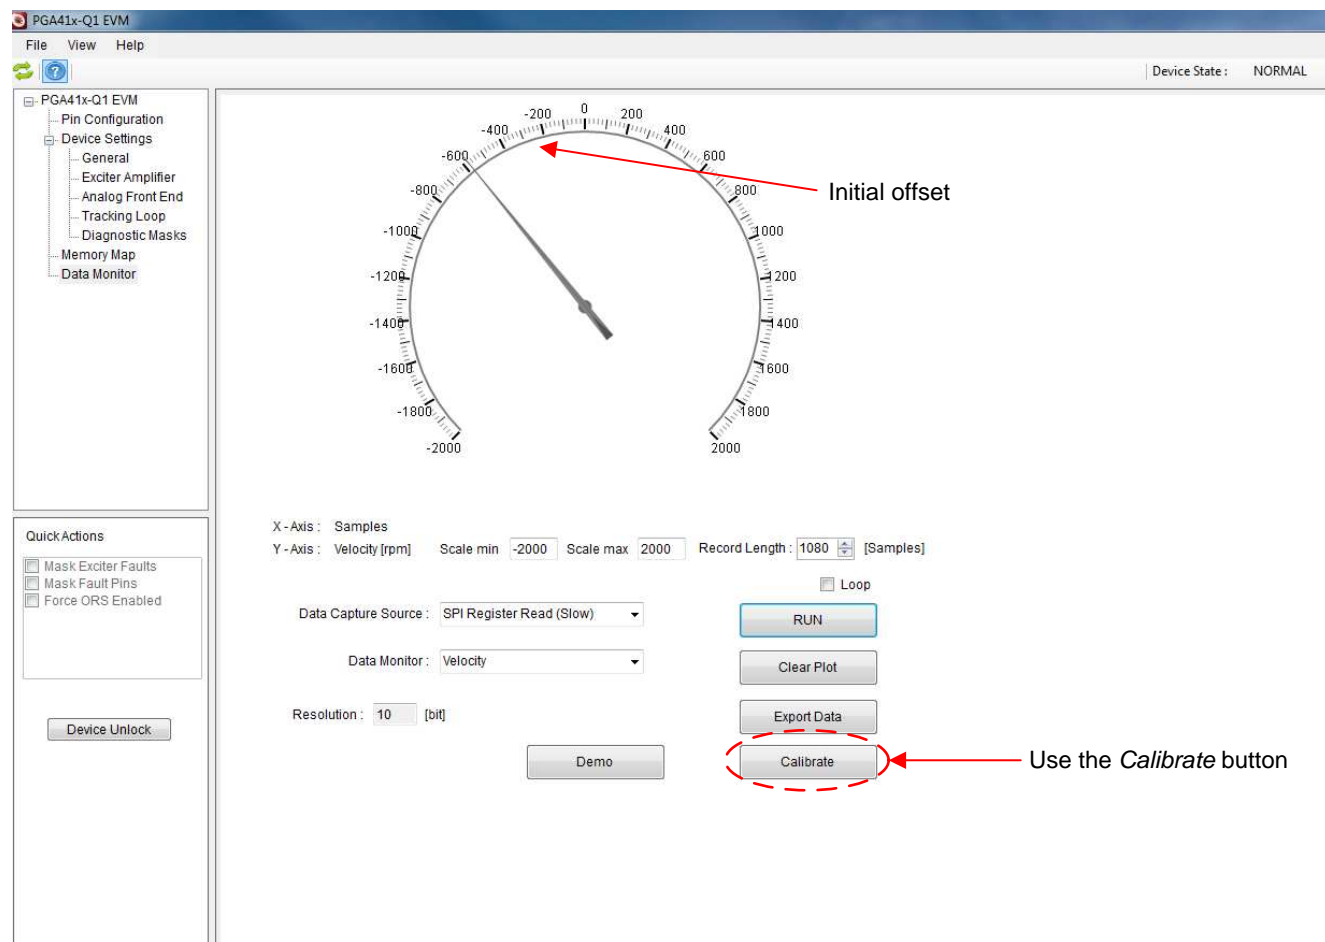 PGA41x-Q1 EVM
File View Help
Device State : NORMAL
PGA41x-Q1 EVM
Pin Configuration
Device Settings
General
Exciter Amplifier
Analog Front End
Tracking Loop
Diagnostic Masks
Memory Map
Data Monitor
0
-200 200
-400 400
-600 600
-800 800
-1000 1000
-1200 1200
-1400 1400
-1600 1600
-1800 1800
-2000 2000
Initial offset
X - Axis : Samples
Y - Axis : Velocity [rpm] Scale min -2000 Scale max 2000 Record Length : 1080 [Samples]
Loop
Data Capture Source : SPI Register Read (Slow) RUN
Data Monitor : Velocity Clear Plot
Resolution : 10 [bit] Export Data
Demo Calibrate
Use the Calibrate button
Quick Actions
Mask Exciter Faults
Mask Fault Pins
Force ORS Enabled
Device Unlock